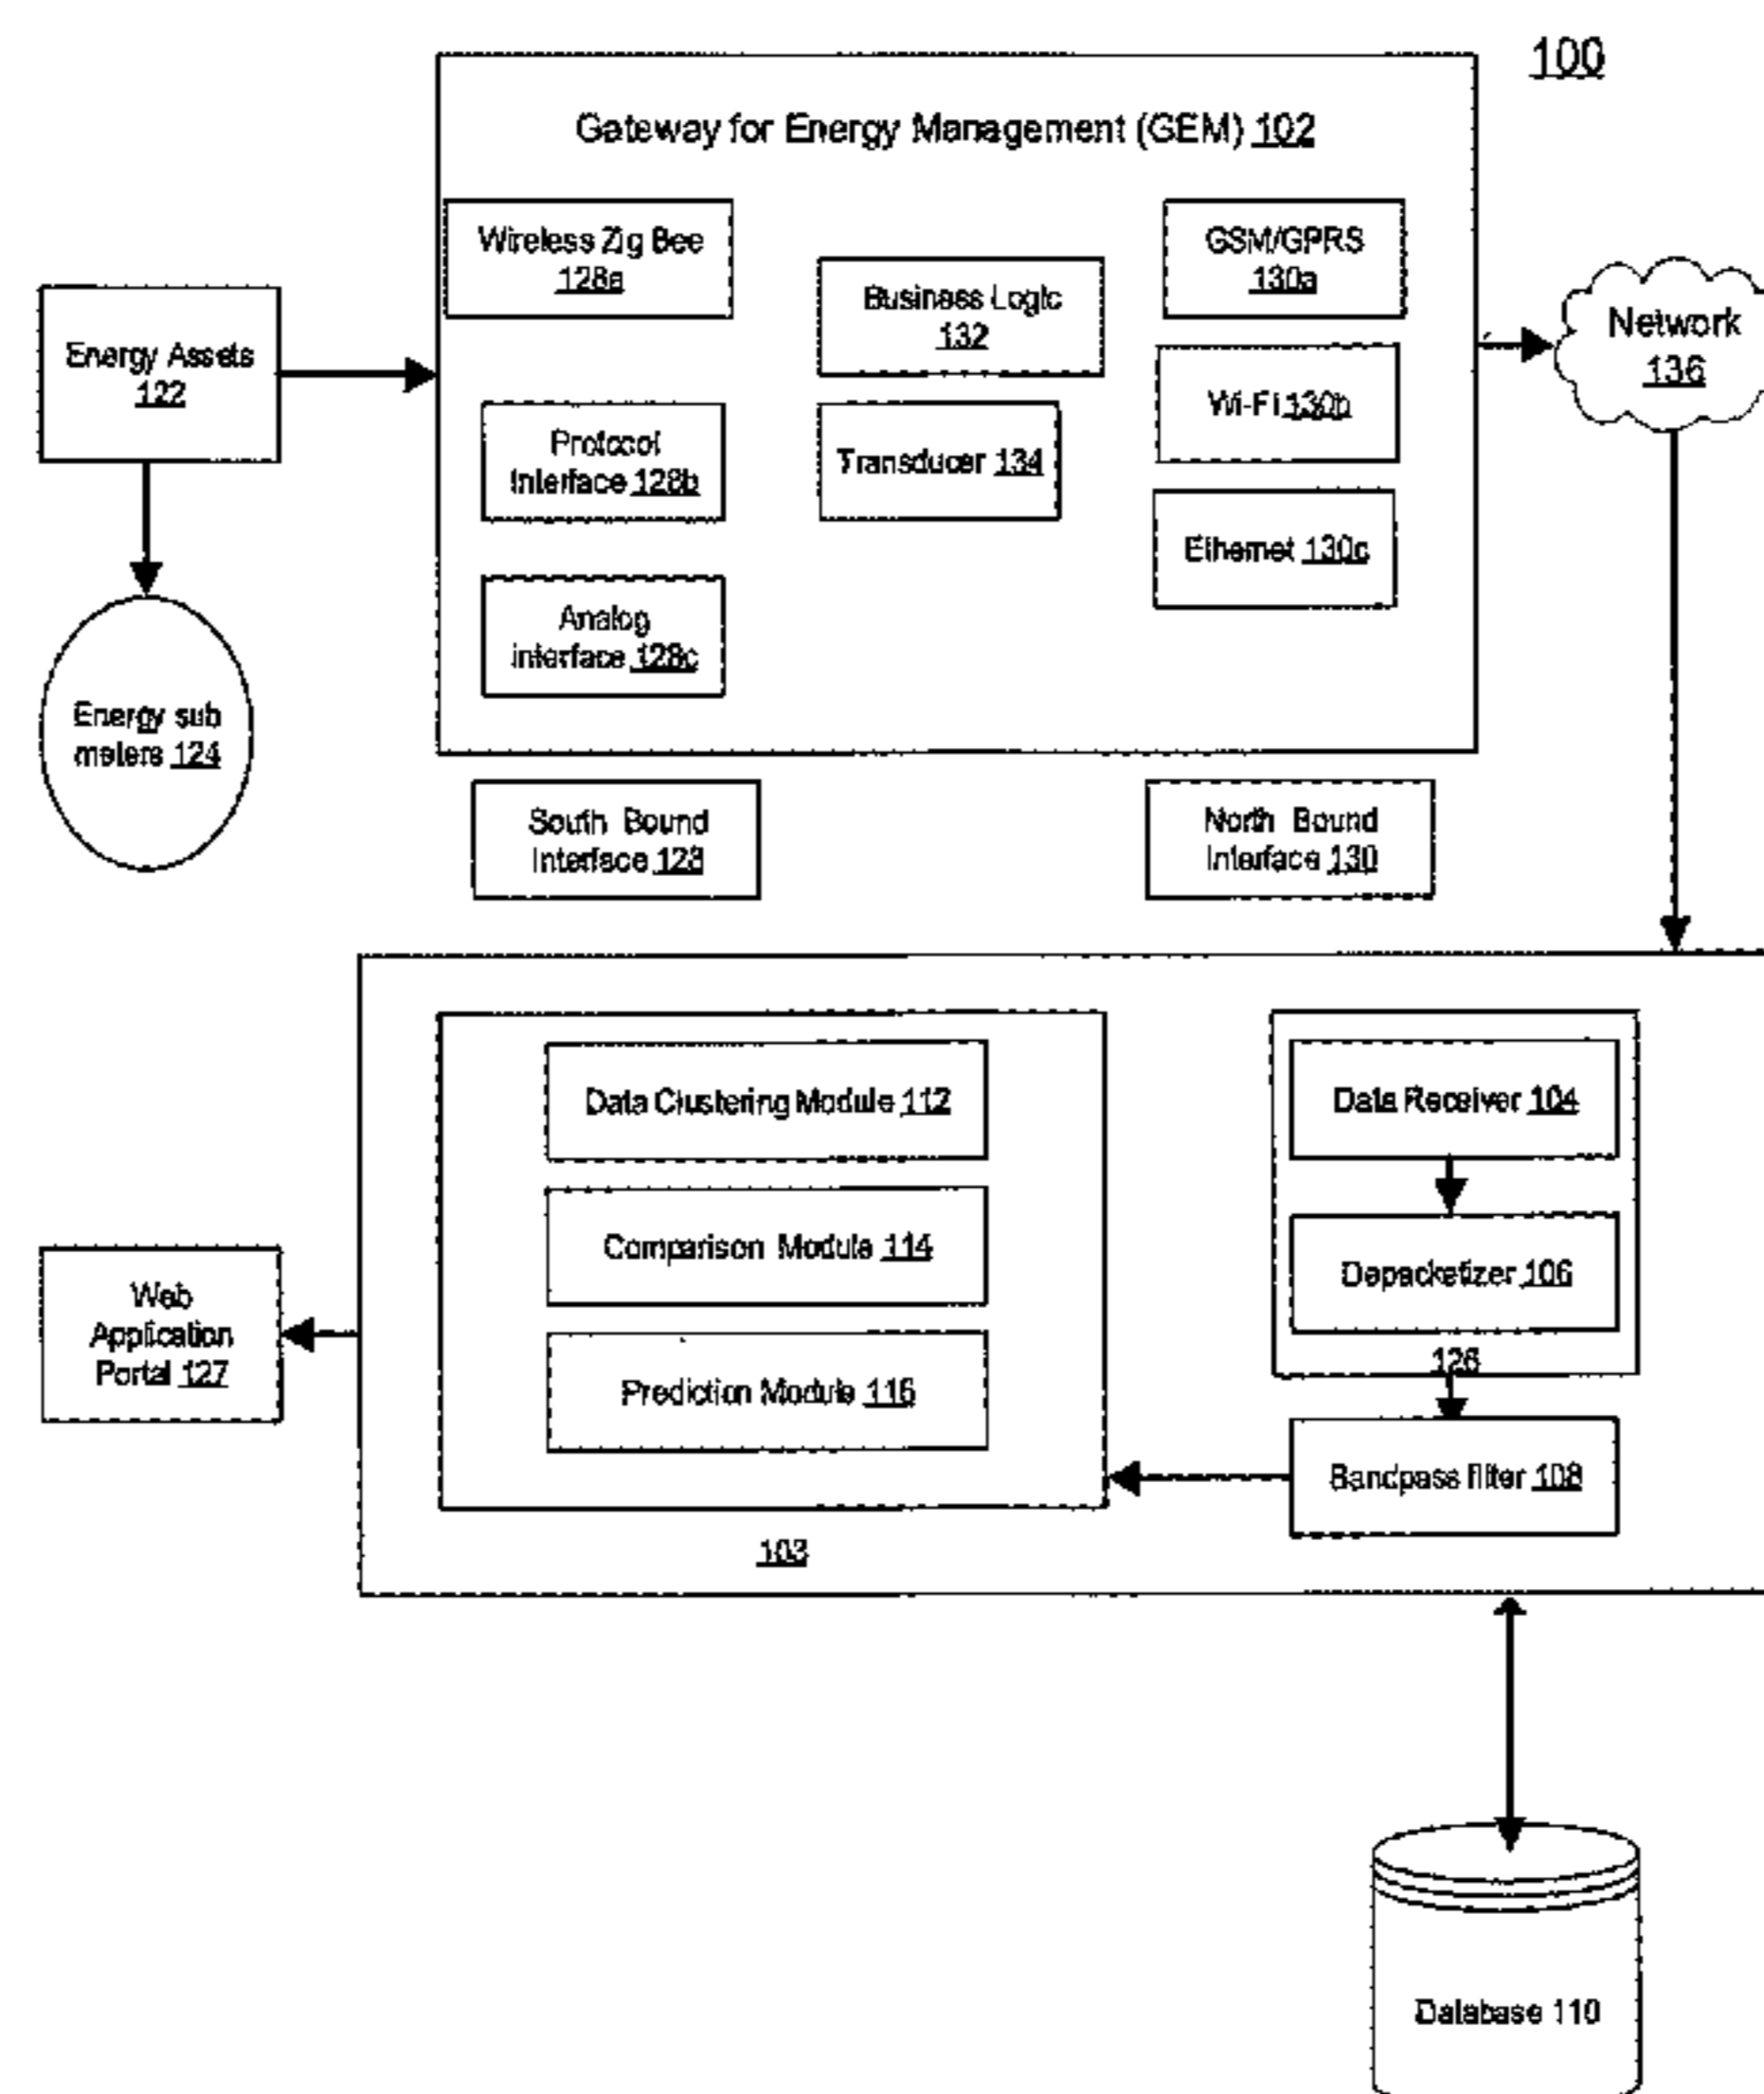 100
Gateway for Energy Management (GEM) 102
Wireless Zig Bee
128a
Business Logic
132
GSM/GPRS
130a
Network
136
Energy Assets
122
Wi-Fi 130b
Protocol
Interface 128b
Transducer 134
Ethernet 130c
Analog
interface 128c
Energy sub
meters 124
South Bound
Interface 128
North Bound
Interface 130
Data Clustering Module 112
Data Receiver 104
Comparison Module 114
Depacketizer 106
Web
Application
Portal 127
126
Prediction Module 116
Bandpass filter 108
103
Database 110